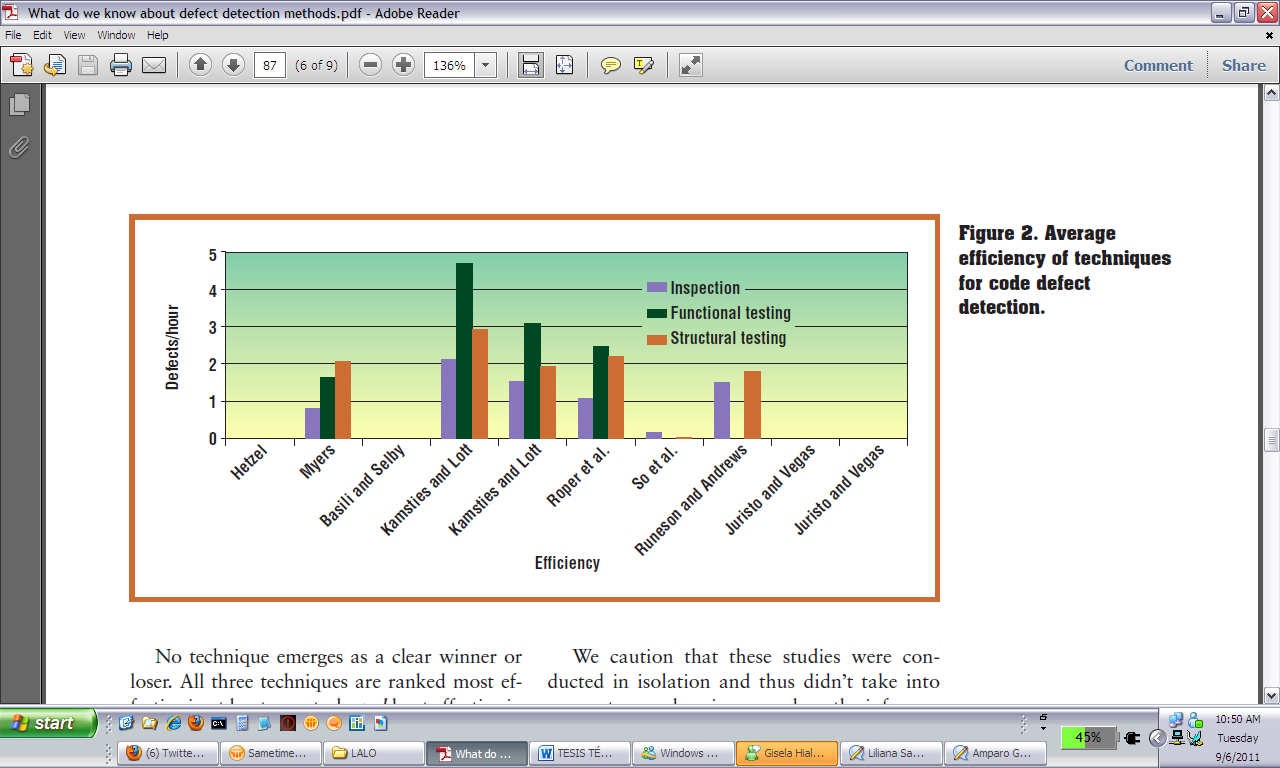 What do we know about defect detection methods.pdf - Adobe Reader
File Edit View Window Help
87 (6 of 9) 136% Comment Share
Figure 2. Average
efficiency of techniques
for code defect
detection.
5
4
3
2
1
0
Defects/hour
Inspection
Functional testing
Structural testing
Hetzel
Myers
Basili and Selby
Kamsties and Lott
Kamsties and Lott
Roper et al.
So et al.
Runeson and Andrews
Juristo and Vegas
Juristo and Vegas
Efficiency
No technique emerges as a clear winner or
loser. All three techniques are ranked most ef-
We caution that these studies were con-
ducted in isolation and thus didn't take into
start
45%
10:50 AM
Tuesday
9/6/2011
(6) Twitte... Sametime... LALO What do ... TESIS TÉ... Windows ... Gisela Hial... Liliana Sa... Amparo G...